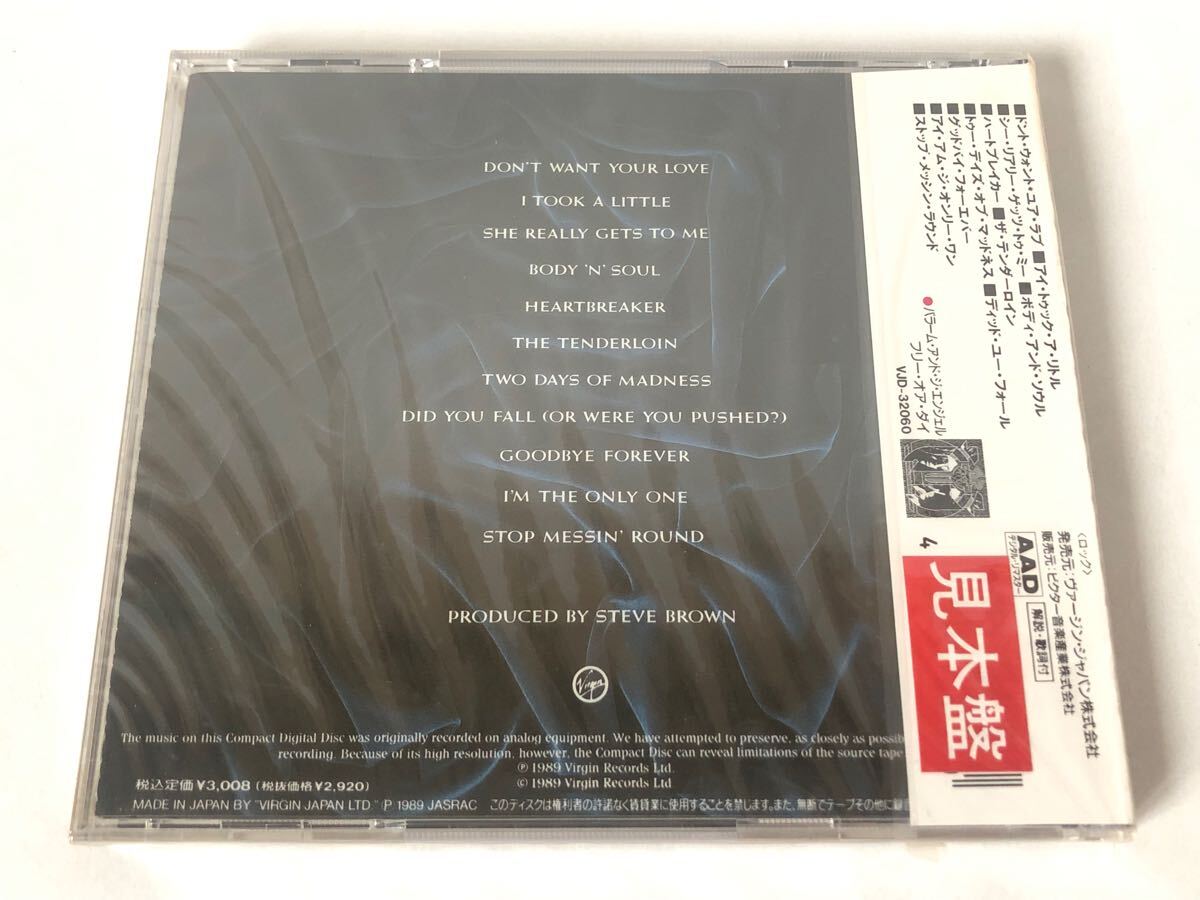 DON'T WANT YOUR LOVE
I TOOK A LITTLE
SHE REALLY GETS TO ME
BODY 'N' SOUL
HEARTBREAKER
THE TENDERLOIN
TWO DAYS OF MADNESS
DID YOU FALL (OR WERE YOU PUSHED?)
GOODBYE FOREVER
I'M THE ONLY ONE
STOP MESSIN' ROUND
PRODUCED BY STEVE BROWN
Virgin
The music on this Compact Digital Disc was originally recorded on analog equipment. We have attempted to preserve, as closely as possib
recording. Because of its high resolution, however, the Compact Disc can reveal limitations of the source tape.
℗ 1989 Virgin Records Ltd.
© 1989 Virgin Records Ltd.
税込定価 ¥3,008 (税抜価格 ¥2,920)
MADE IN JAPAN BY "VIRGIN JAPAN LTD." ℗ 1989 JASRAC このディスクは権利者の許諾なく賃貸業に使用することを禁じます。また、無断でテープその他に録
■ドント・ウォント・ユア・ラブ ■アイ・トゥック・ア・リトル
■シー・リアリー・ゲッツ・トゥ・ミー ■ボディ・アンド・ソウル
■ハートブレイカー ■ザ・テンダーロイン
■トゥー・デイズ・オブ・マッドネス ■ディッド・ユー・フォール
■グッドバイ・フォーエバー
■アイ・アム・ジ・オンリー・ワン
■ストップ・メッシン・ラウンド
●パラーム・アンド・ジ・エンジェル
フリー・オア・ダイ
VJD-32060
4
〈ロック〉
発売元:ヴァージン・ジャパン株式会社
販売元:ビクター音楽産業株式会社
AAD
デジタル・リマスター
解説・歌詞付
見本盤